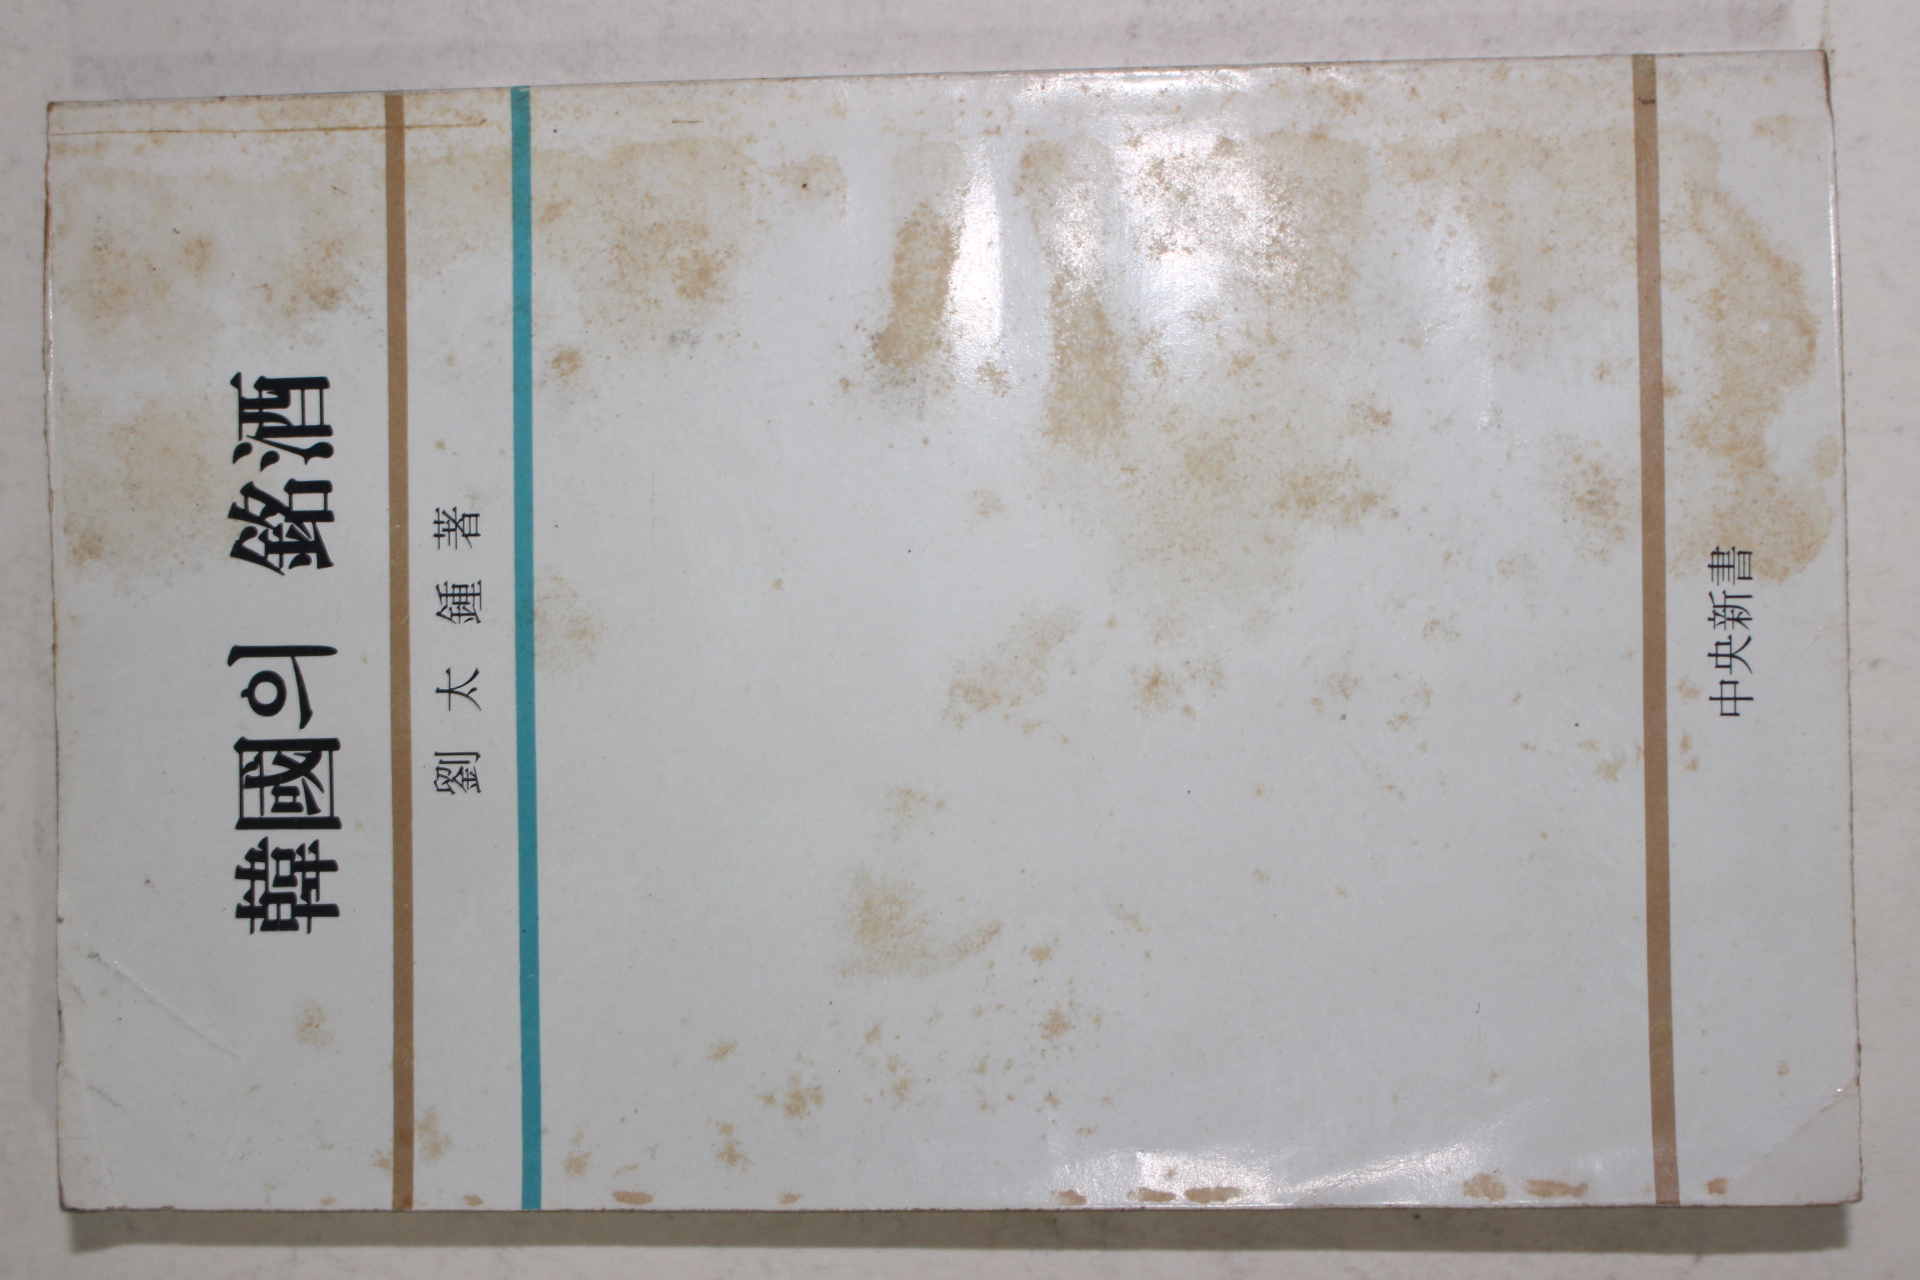 韓國의 銘酒
劉太鍾 著
中央新書